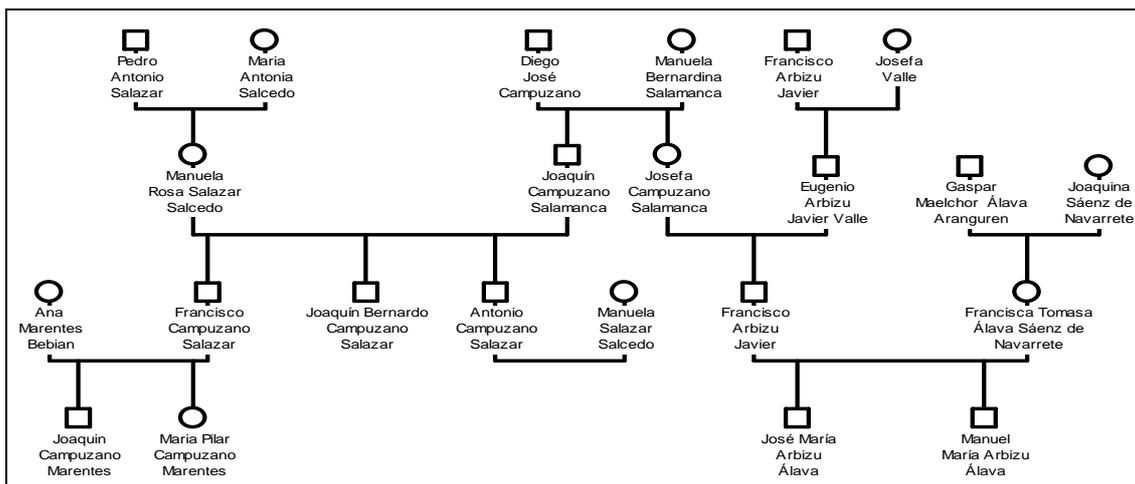 Pedro
Antonio
Salazar
Maria
Antonia
Salcedo
Diego
José
Campuzano
Manuela
Bernardina
Salamanca
Francisco
Arbizu
Javier
Josefa
Valle
Manuela
Rosa Salazar
Salcedo
Joaquín
Campuzano
Salamanca
Josefa
Campuzano
Salamanca
Eugenio
Arbizu
Javier Valle
Gaspar
Maelchor Álava
Aranguren
Joaquina
Sáenz de
Navarrete
Ana
Marentes
Bebian
Francisco
Campuzano
Salazar
Joaquín Bernardo
Campuzano
Salazar
Antonio
Campuzano
Salazar
Manuela
Salazar
Salcedo
Francisco
Arbizu
Javier
Francisca Tomasa
Álava Sáenz de
Navarrete
Joaquin
Campuzano
Marentes
Maria Pilar
Campuzano
Marentes
José María
Arbizu
Álava
Manuel
María Arbizu
Álava